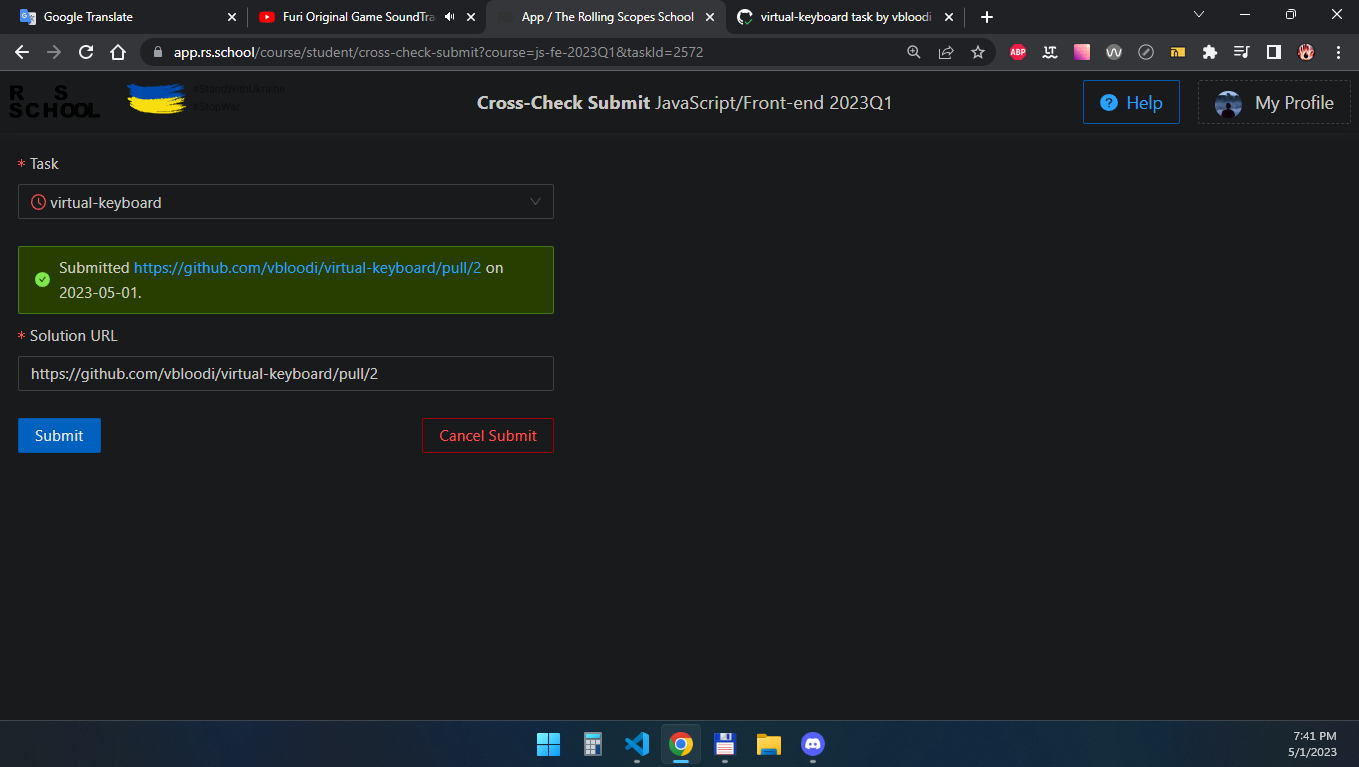 Google Translate
Furi Original Game SoundTra
App / The Rolling Scopes School
virtual-keyboard task by vbloodi
app.rs.school/course/student/cross-check-submit?course=js-fe-2023Q1&taskId=2572
ABP
RS
SCHOOL
#StandWithUkraine
#StopWar
Cross-Check Submit JavaScript/Front-end 2023Q1
? Help
My Profile
* Task
virtual-keyboard
Submitted https://github.com/vbloodi/virtual-keyboard/pull/2 on
2023-05-01.
* Solution URL
https://github.com/vbloodi/virtual-keyboard/pull/2
Submit
Cancel Submit
7:41 PM
5/1/2023